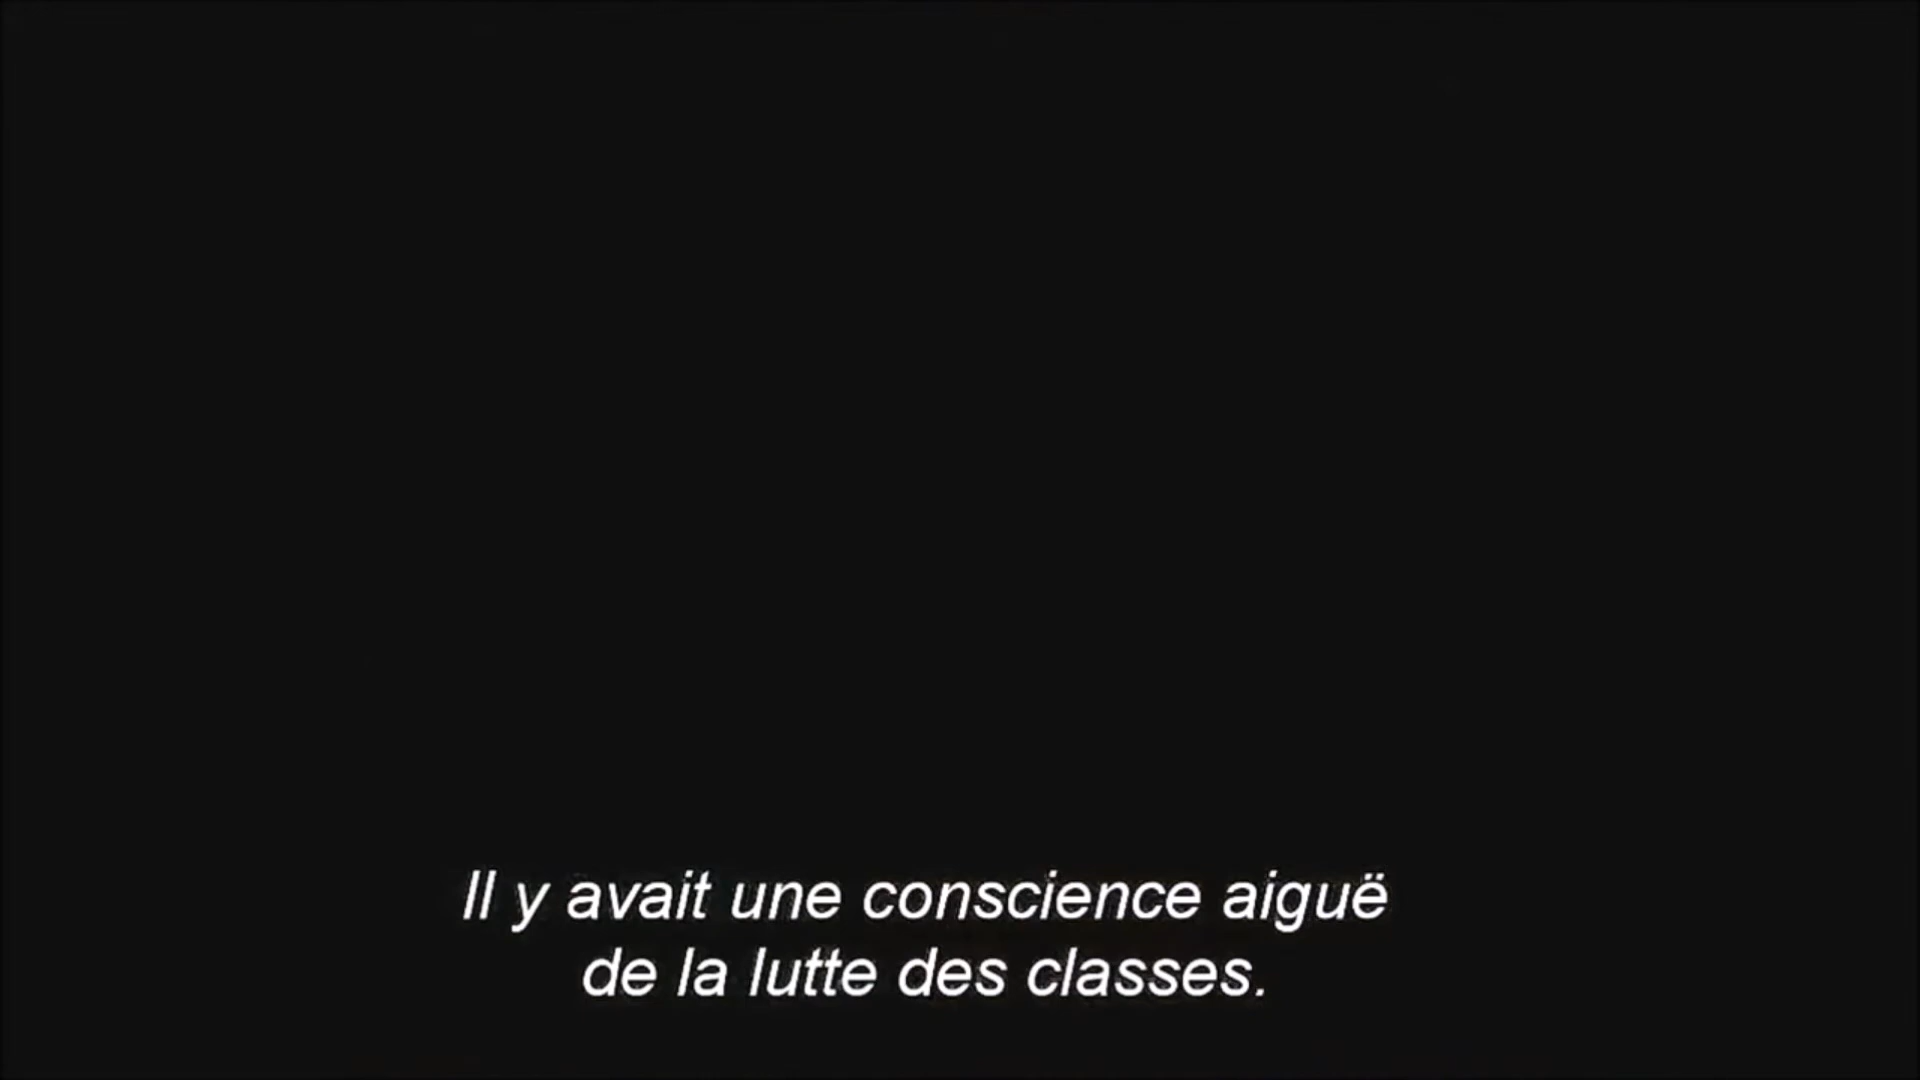 Il y avait une conscience aiguë
de la lutte des classes.